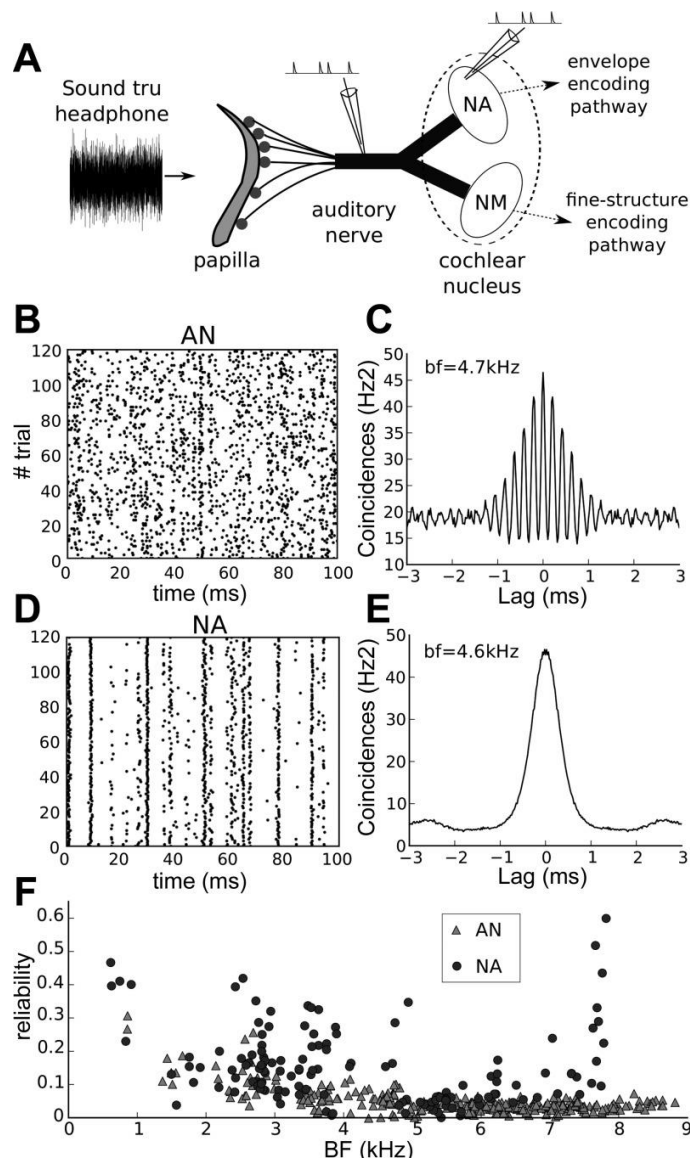 A
Sound tru
headphone
papilla
auditory
nerve
NA
NM
cochlear
nucleus
envelope
encoding
pathway
fine-structure
encoding
pathway
B
AN
# trial
120
100
80
60
40
20
0
0 20 40 60 80 100
time (ms)
C
bf=4.7kHz
Coincidences (Hz2)
50
45
40
35
30
25
20
15
10
−3 −2 −1 0 1 2 3
Lag (ms)
D
NA
120
100
80
60
40
20
0
0 20 40 60 80 100
time (ms)
E
bf=4.6kHz
Coincidences (Hz2)
50
40
30
20
10
0
−3 −2 −1 0 1 2 3
Lag (ms)
F
reliability
0.6
0.5
0.4
0.3
0.2
0.1
0
AN
NA
0 1 2 3 4 5 6 7 8 9
BF (kHz)